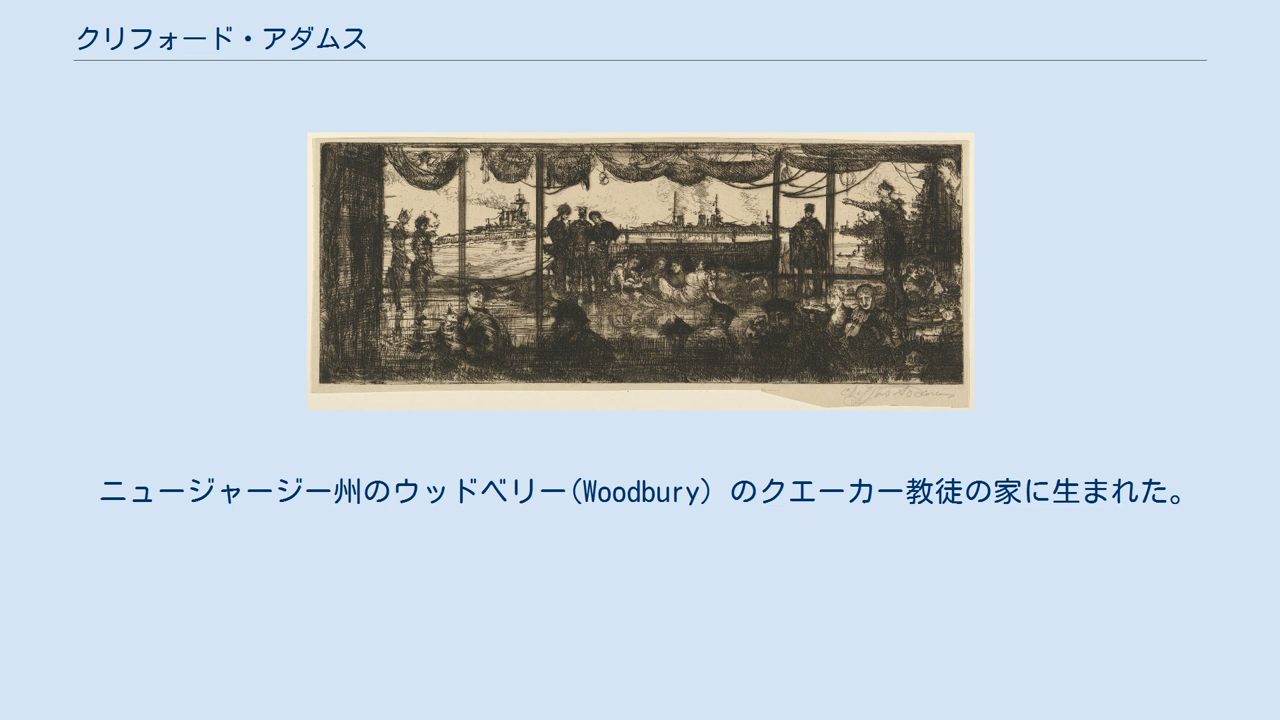 クリフォード・アダムス
ニュージャージー州のウッドベリー(Woodbury) のクエーカー教徒の家に生まれた。